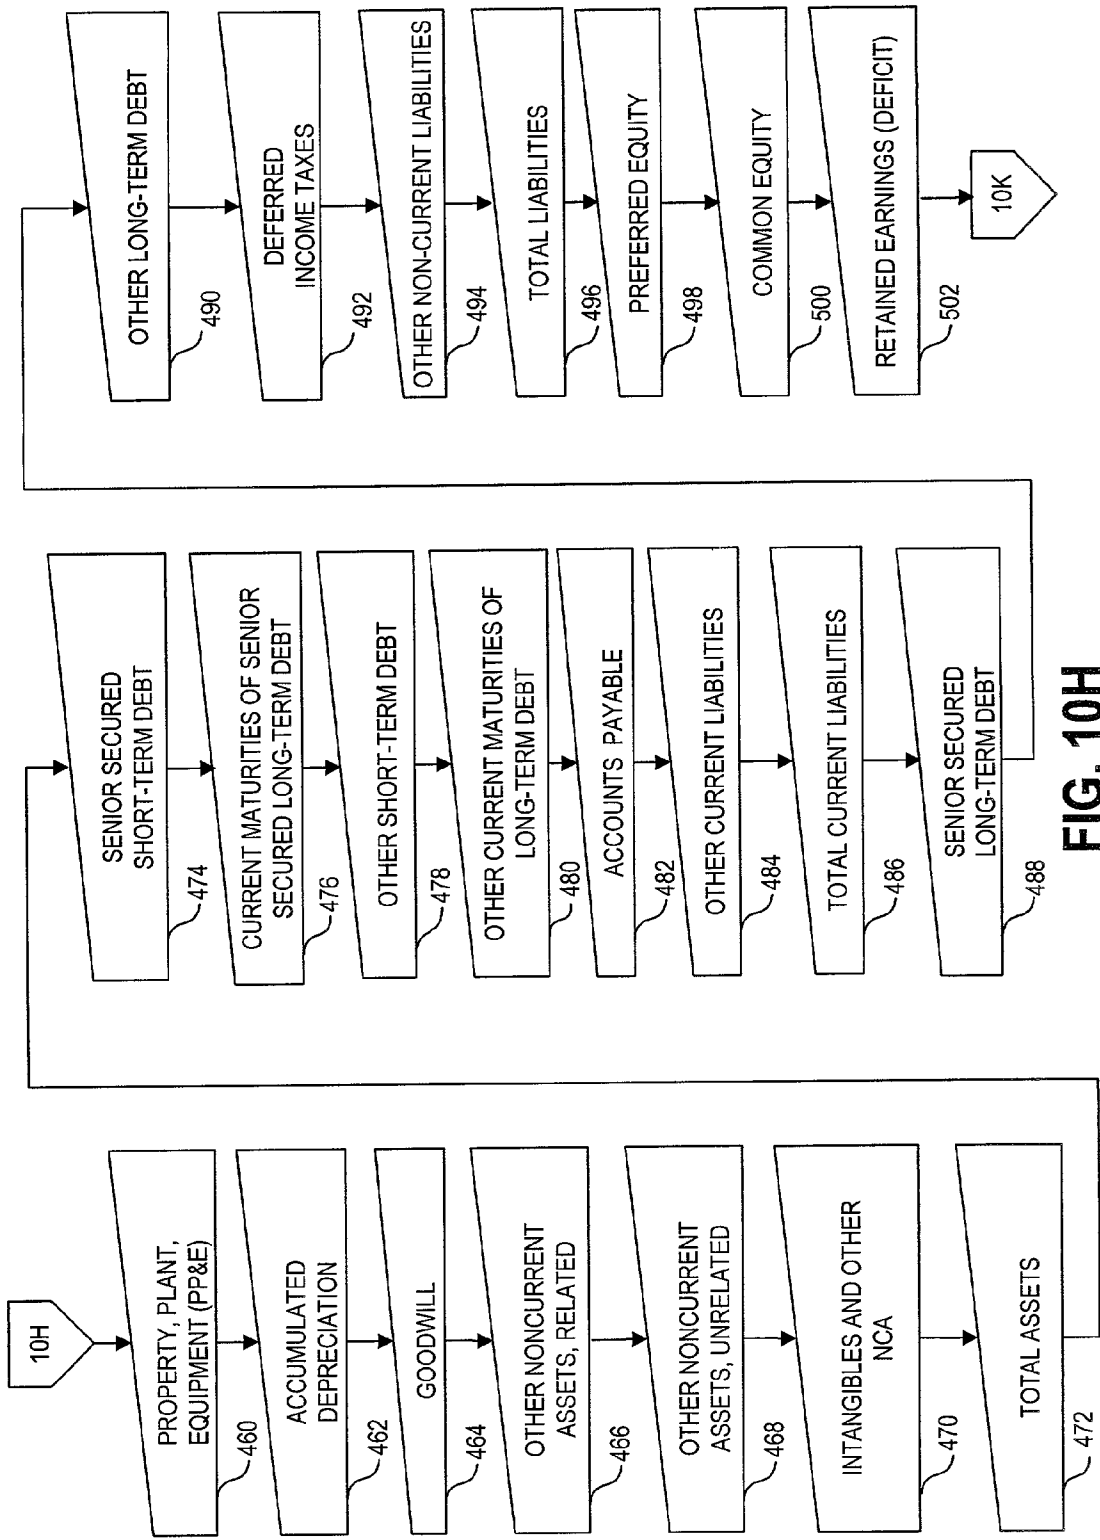 10H
PROPERTY, PLANT,
EQUIPMENT (PP&E)
460
ACCUMULATED
DEPRECIATION
462
GOODWILL
464
OTHER NONCURRENT
ASSETS, RELATED
466
OTHER NONCURRENT
ASSETS, UNRELATED
468
INTANGIBLES AND OTHER
NCA
470
TOTAL ASSETS
472
SENIOR SECURED
SHORT-TERM DEBT
474
CURRENT MATURITIES OF SENIOR
SECURED LONG-TERM DEBT
476
OTHER SHORT-TERM DEBT
478
OTHER CURRENT MATURITIES OF
LONG-TERM DEBT
480
ACCOUNTS PAYABLE
482
OTHER CURRENT LIABILITIES
484
TOTAL CURRENT LIABILITIES
486
SENIOR SECURED
LONG-TERM DEBT
488
OTHER LONG-TERM DEBT
490
DEFERRED
INCOME TAXES
492
OTHER NON-CURRENT LIABILITIES
494
TOTAL LIABILITIES
496
PREFERRED EQUITY
498
COMMON EQUITY
500
RETAINED EARNINGS (DEFICIT)
502
10K
FIG. 10H